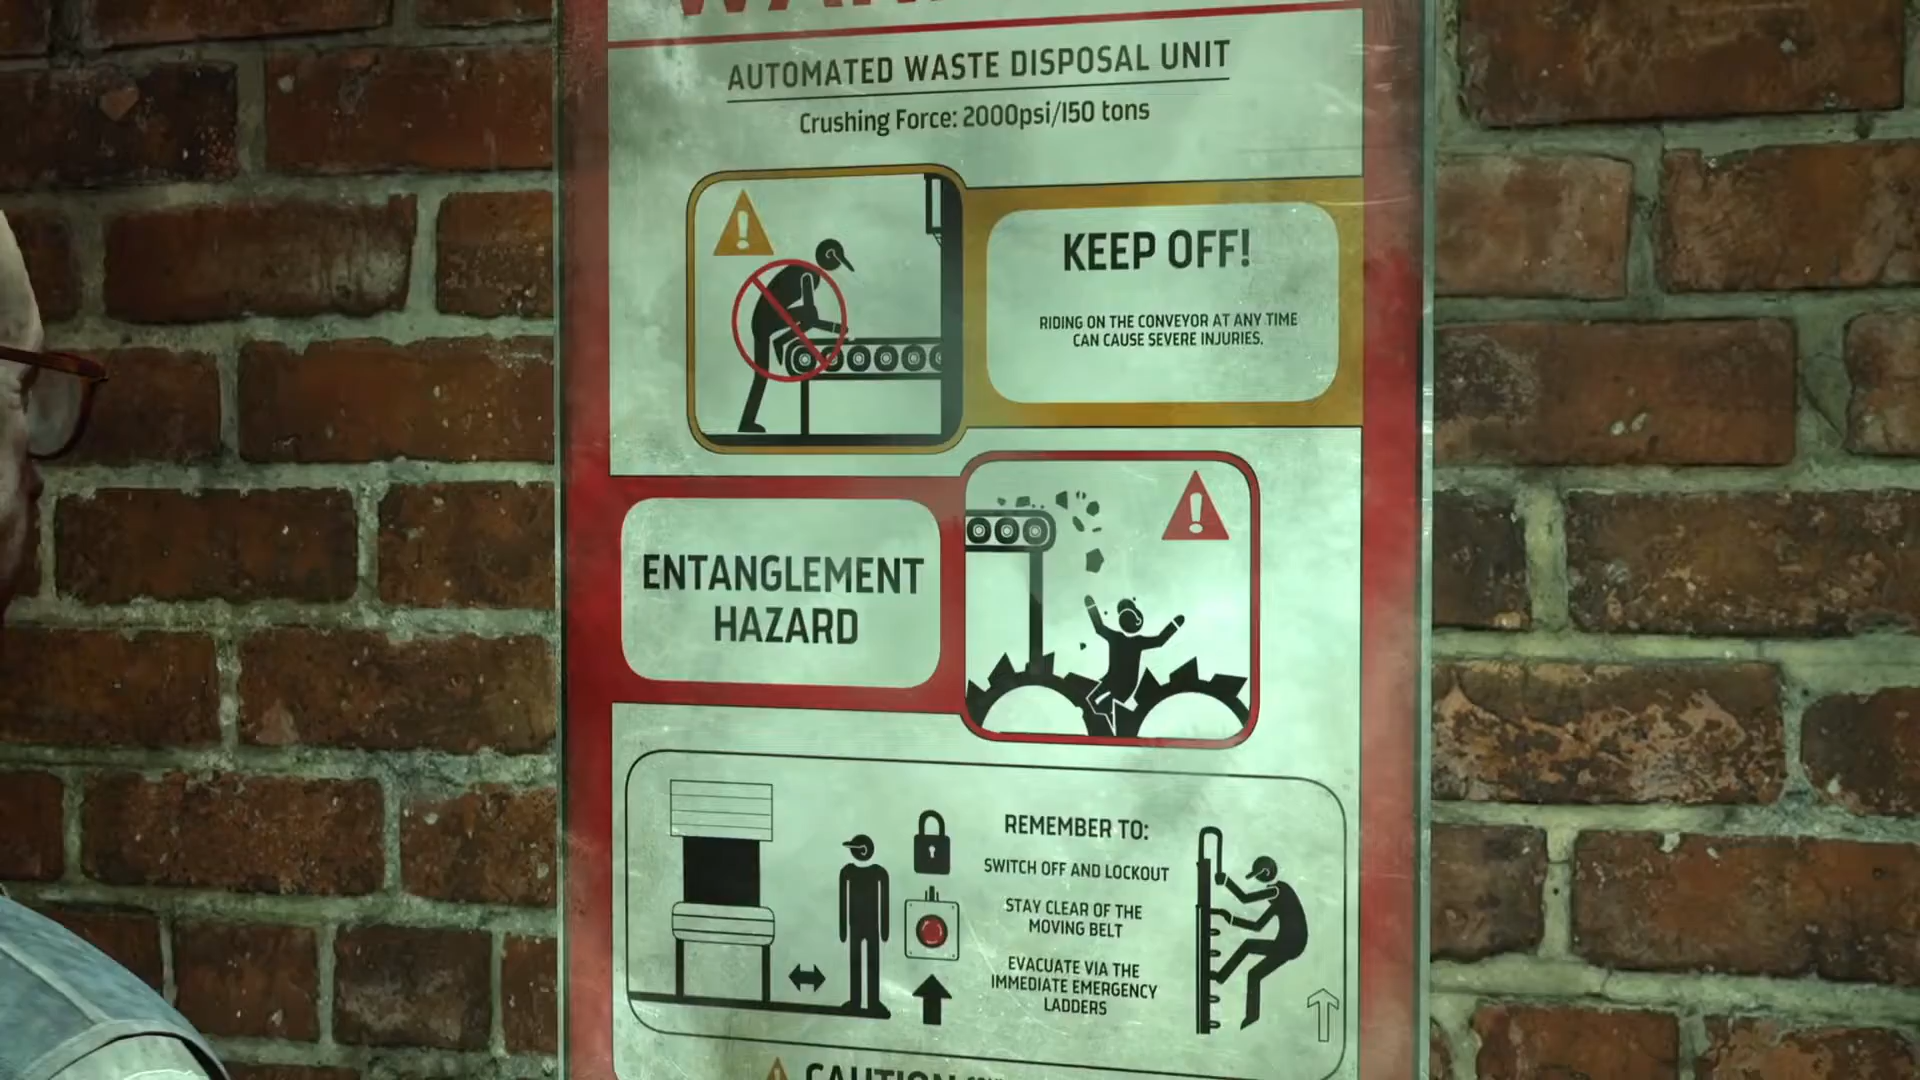 AUTOMATED WASTE DISPOSAL UNIT
Crushing Force: 2000psi/150 tons
KEEP OFF!
RIDING ON THE CONVEYOR AT ANY TIME
CAN CAUSE SEVERE INJURIES.
ENTANGLEMENT
HAZARD
REMEMBER TO:
SWITCH OFF AND LOCKOUT
STAY CLEAR OF THE
MOVING BELT
EVACUATE VIA THE
IMMEDIATE EMERGENCY
LADDERS
CAUTION